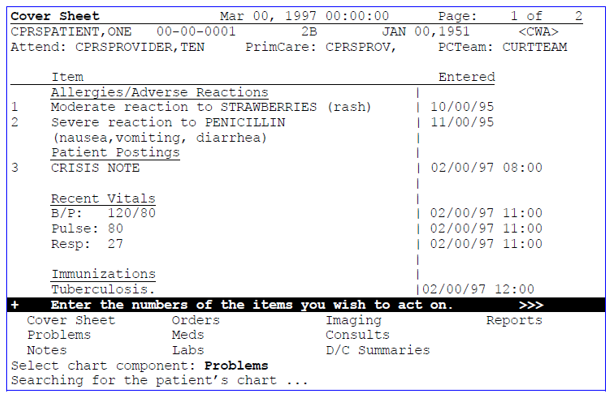 Cover Sheet Mar 00, 1997 00:00:00 Page: 1 of 2
CPRSPATIENT,ONE 00-00-0001 2B JAN 00,1951 <CWA>
Attend: CPRSPROVIDER,TEN PrimCare: CPRSPROV, PCTeam: CURTTEAM
Item Entered
Allergies/Adverse Reactions |
1 Moderate reaction to STRAWBERRIES (rash) | 10/00/95
2 Severe reaction to PENICILLIN | 11/00/95
(nausea,vomiting, diarrhea) |
Patient Postings |
3 CRISIS NOTE | 02/00/97 08:00
|
Recent Vitals |
B/P: 120/80 | 02/00/97 11:00
Pulse: 80 | 02/00/97 11:00
Resp: 27 | 02/00/97 11:00
|
Immunizations |
Tuberculosis. |02/00/97 12:00
+ Enter the numbers of the items you wish to act on. >>>
Cover Sheet Orders Imaging Reports
Problems Meds Consults
Notes Labs D/C Summaries
Select chart component: Problems
Searching for the patient's chart ...